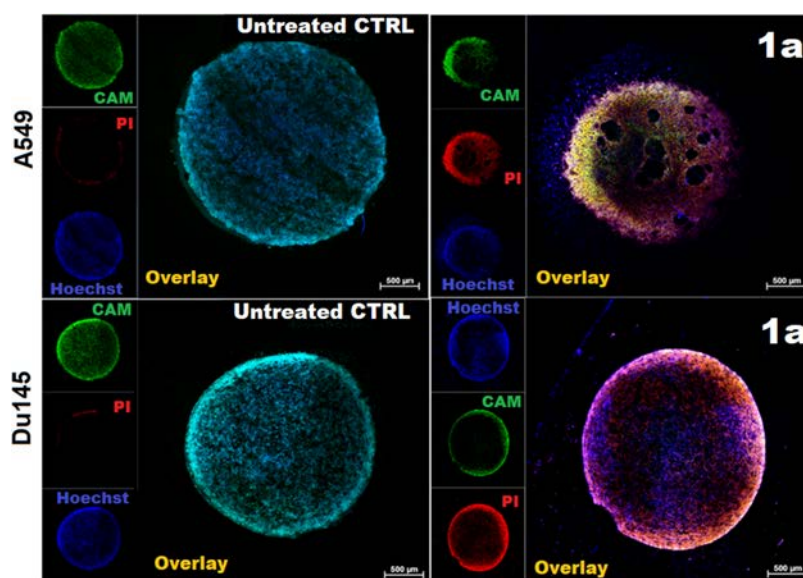 A549
CAM
PI
Hoechst
Untreated CTRL
Overlay
500 µm
CAM
PI
Hoechst
1a
Overlay
500 µm
Du145
CAM
PI
Hoechst
Untreated CTRL
Overlay
500 µm
Hoechst
CAM
PI
1a
Overlay
500 µm